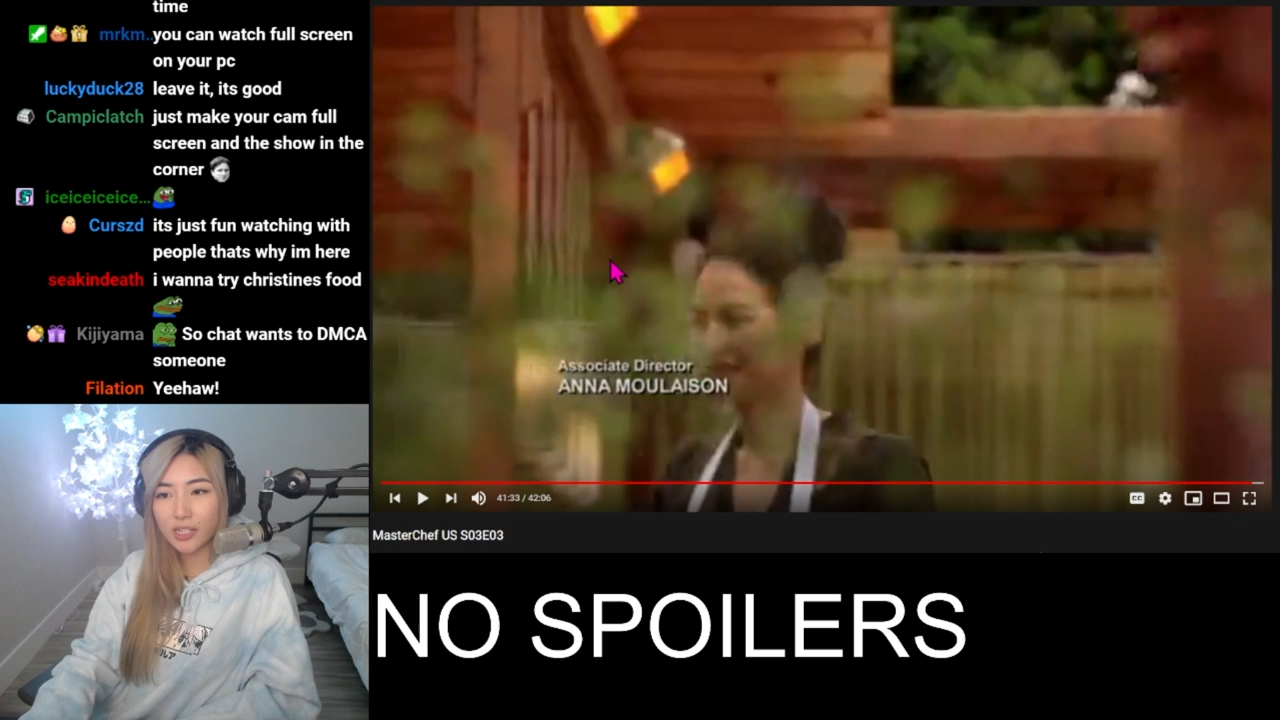 time
mrkm.. you can watch full screen
on your pc
luckyduck28 leave it, its good
Campiclatch just make your cam full
screen and the show in the
corner
iceiceiceice...
Curszd its just fun watching with
people thats why im here
seakindeath i wanna try christines food
Kijiyama So chat wants to DMCA
someone
Filation Yeehaw!
Associate Director
ANNA MOULAISON
41:33 / 42:06
CC
MasterChef US S03E03
NO SPOILERS